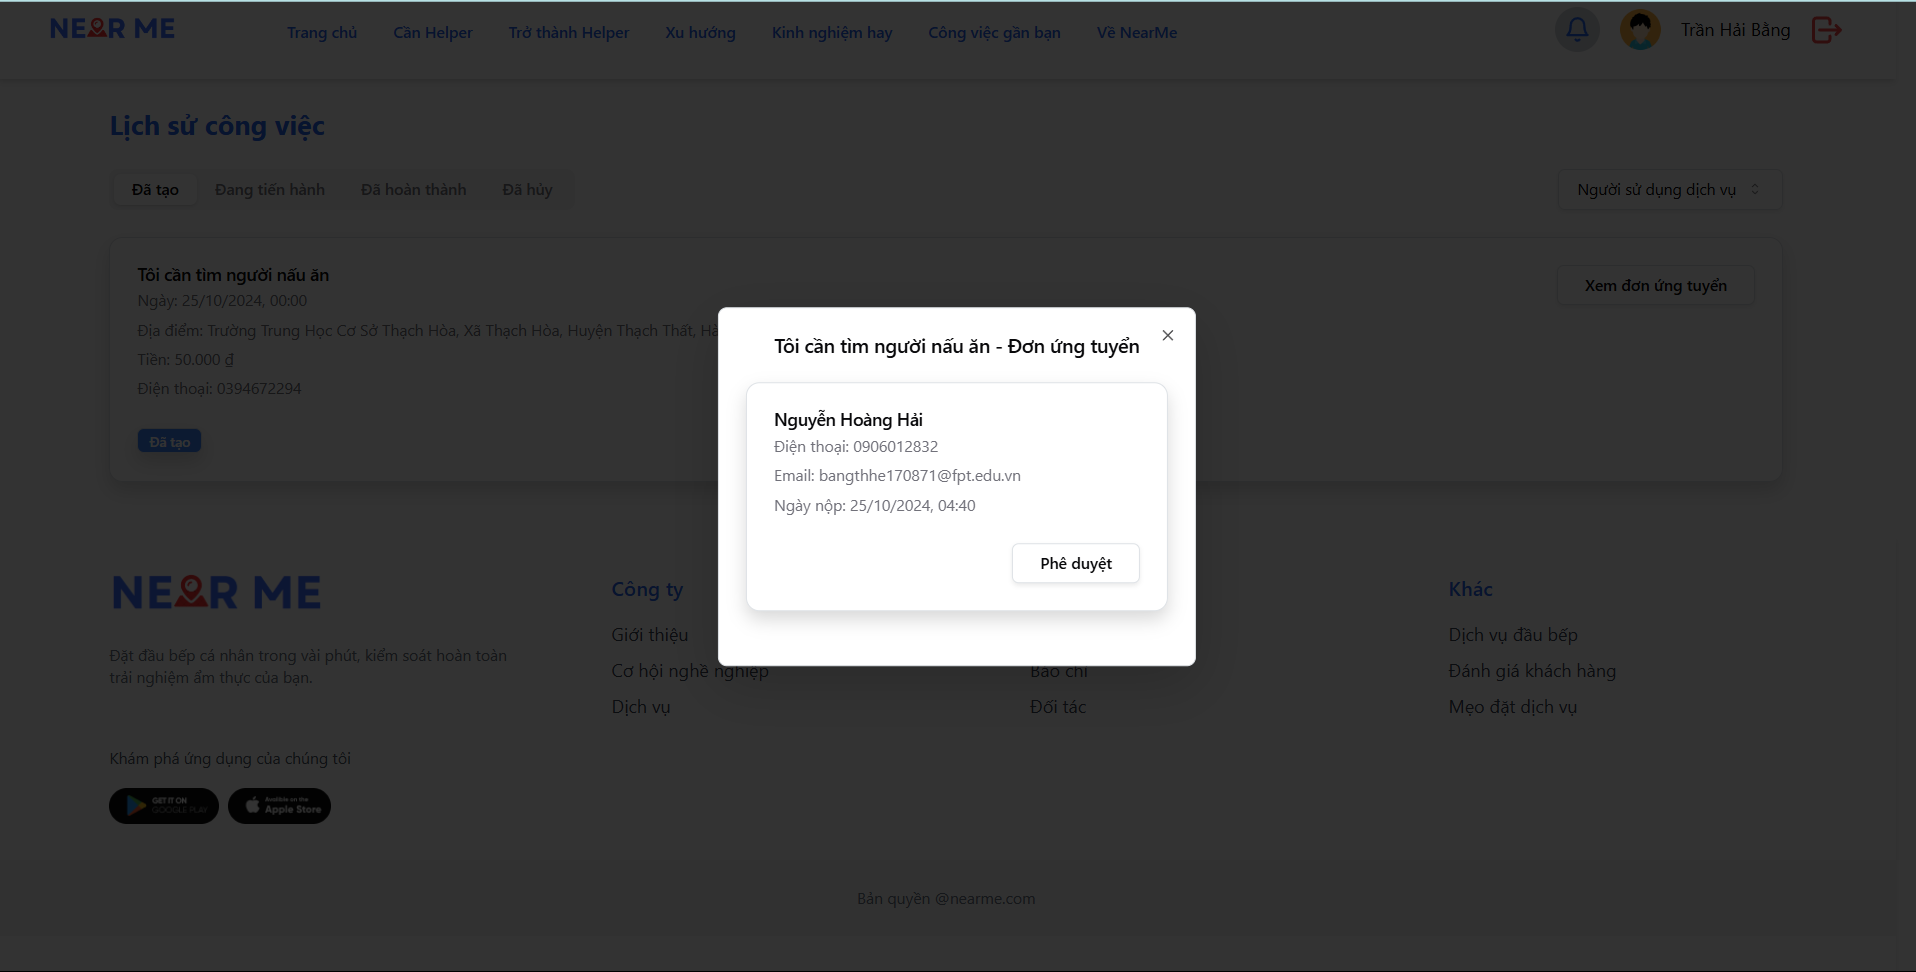 NEAR ME
Trang chủ
Cần Helper
Trở thành Helper
Xu hướng
Kinh nghiệm hay
Công việc gần bạn
Về NearMe
Trần Hải Bằng
Lịch sử công việc
Đã tạo
Đang tiến hành
Đã hoàn thành
Đã hủy
Người sử dụng dịch vụ
Tôi cần tìm người nấu ăn
Ngày: 25/10/2024, 00:00
Địa điểm: Trường Trung Học Cơ Sở Thạch Hòa, Xã Thạch Hòa, Huyện Thạch Thất,
Tiền: 50.000 ₫
Điện thoại: 0394672294
Đã tạo
Xem đơn ứng tuyển
Tôi cần tìm người nấu ăn - Đơn ứng tuyển
Nguyễn Hoàng Hải
Điện thoại: 0906012832
Email: bangthhe170871@fpt.edu.vn
Ngày nộp: 25/10/2024, 04:40
Phê duyệt
NEAR ME
Đặt đầu bếp cá nhân trong vài phút, kiểm soát hoàn toàn
trải nghiệm ẩm thực của bạn.
Khám phá ứng dụng của chúng tôi
GET IT ON
GOOGLE PLAY
Available on the
Apple Store
Công ty
Giới thiệu
Cơ hội nghề nghiệp
Dịch vụ
Báo chí
Đối tác
Khác
Dịch vụ đầu bếp
Đánh giá khách hàng
Mẹo đặt dịch vụ
Bản quyền @nearme.com